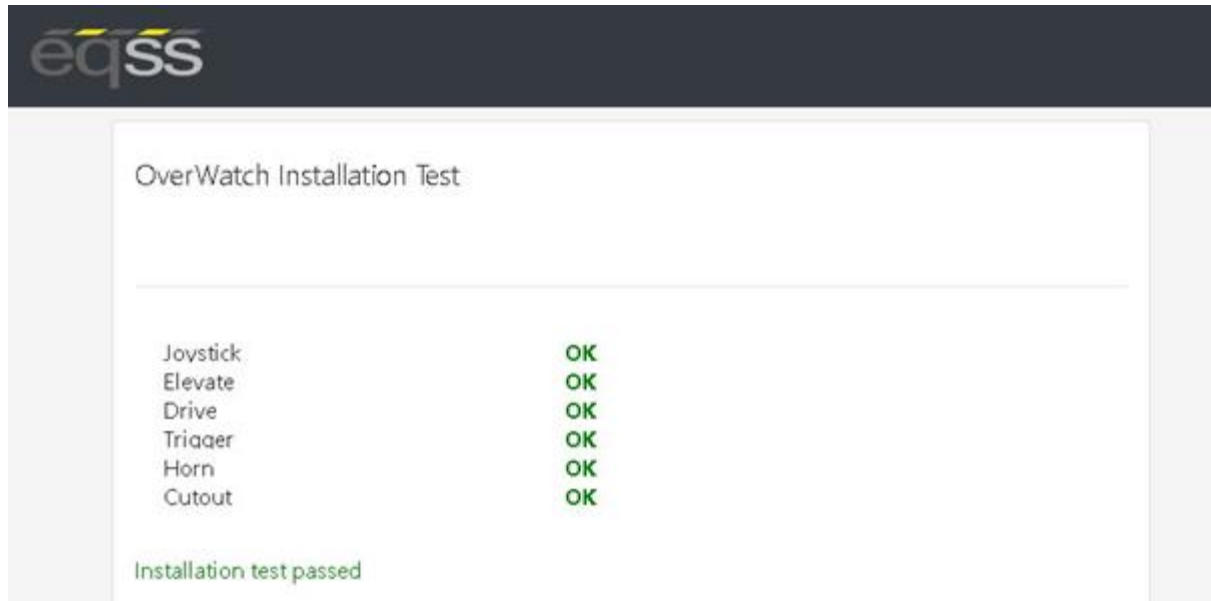 eqss
OverWatch Installation Test
Joystick OK
Elevate OK
Drive OK
Trigger OK
Horn OK
Cutout OK
Installation test passed